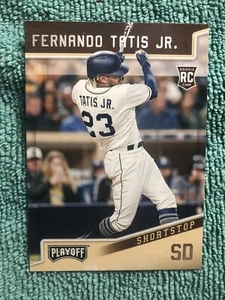 FERNANDO TATIS JR.
RC
TATIS JR.
23
SHORTSTOP
PLAYOFF
SD